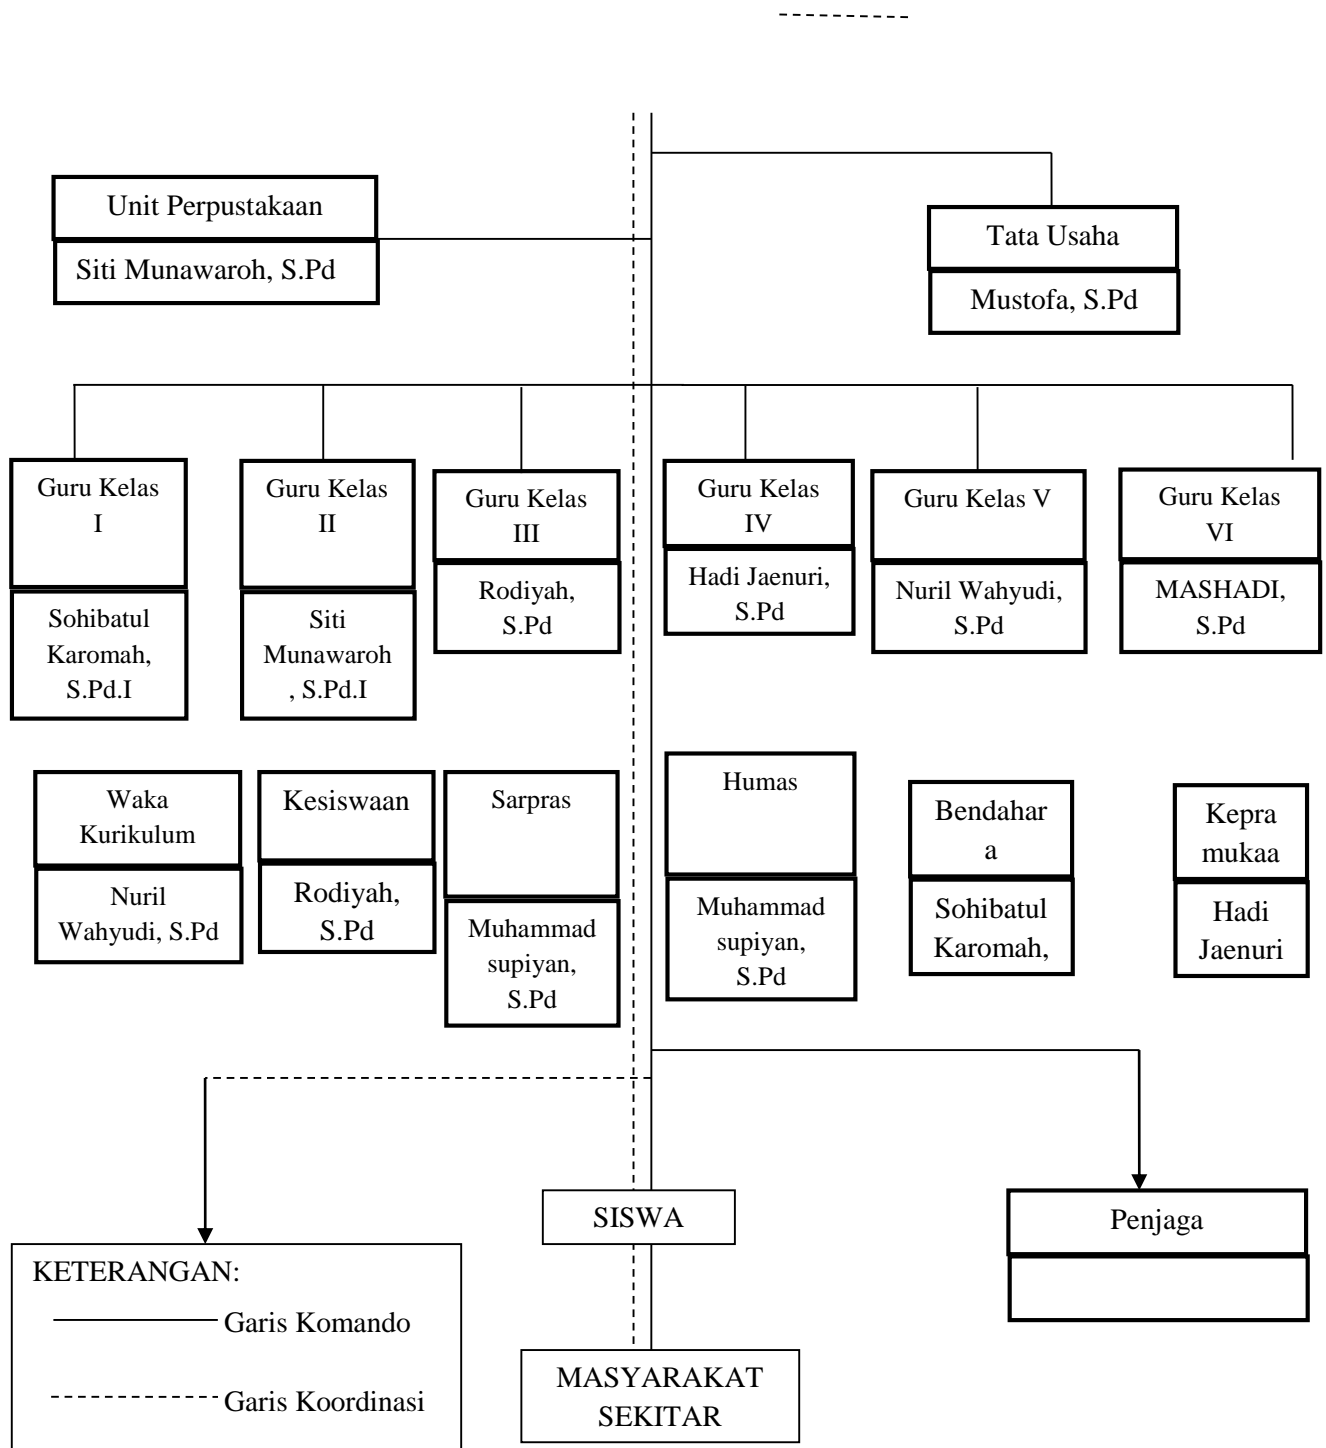 Unit Perpustakaan
Siti Munawaroh, S.Pd
Tata Usaha
Mustofa, S.Pd
Guru Kelas
I
Sohibatul
Karomah,
S.Pd.I
Guru Kelas
II
Siti
Munawaroh
, S.Pd.I
Guru Kelas
III
Rodiyah,
S.Pd
Guru Kelas
IV
Hadi Jaenuri,
S.Pd
Guru Kelas V
Nuril Wahyudi,
S.Pd
Guru Kelas
VI
MASHADI,
S.Pd
Waka
Kurikulum
Nuril
Wahyudi, S.Pd
Kesiswaan
Rodiyah,
S.Pd
Sarpras
Muhammad
supiyan,
S.Pd
Humas
Muhammad
supiyan,
S.Pd
Bendahar
a
Sohibatul
Karomah,
Kepra
mukaa
Hadi
Jaenuri
SISWA
Penjaga
KETERANGAN:
Garis Komando
Garis Koordinasi
MASYARAKAT
SEKITAR